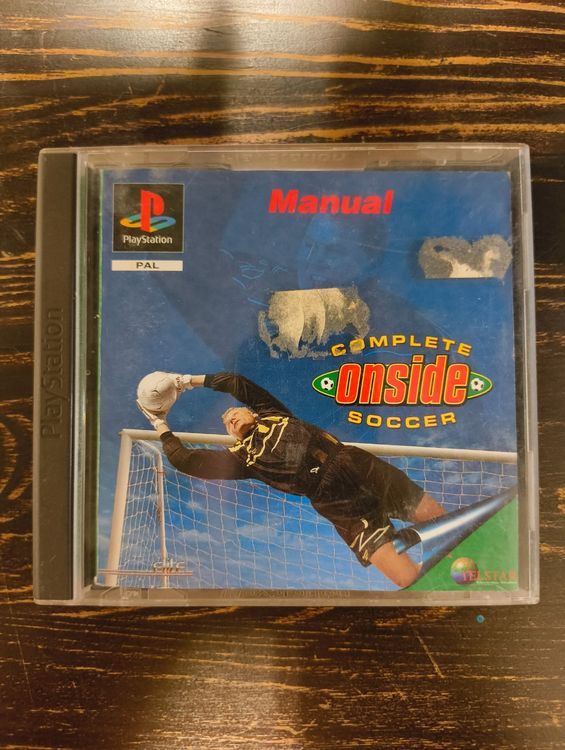 Manual
PlayStation
PAL
PlayStation
COMPLETE
onside
SOCCER
TELSTAR